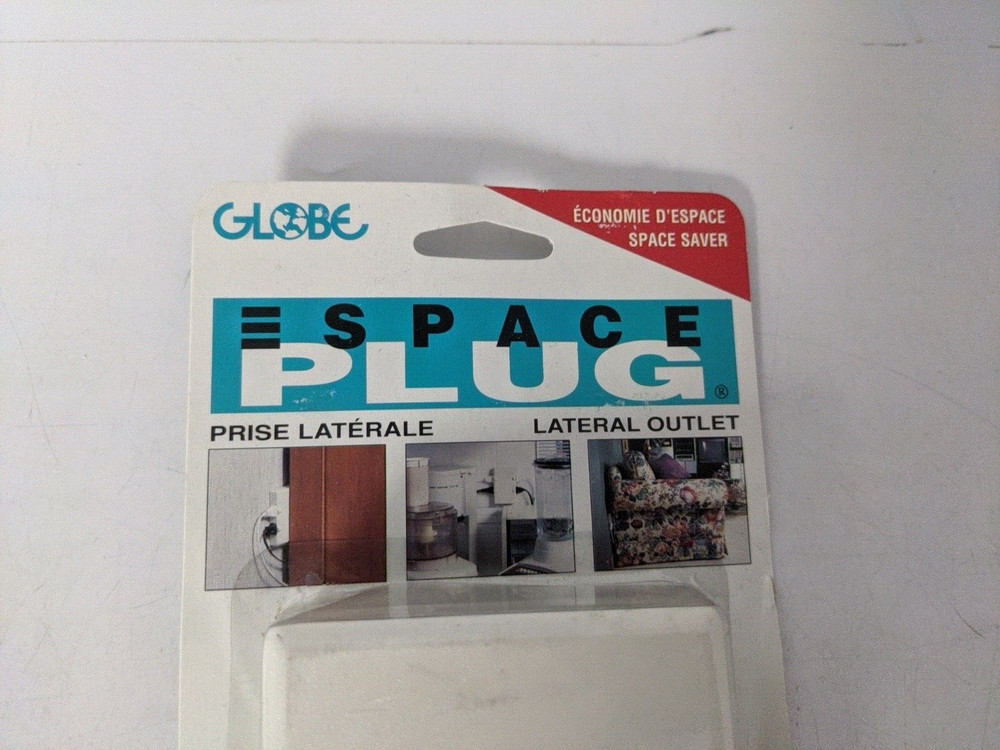 GLOBE
ÉCONOMIE D'ESPACE
SPACE SAVER
ESPACE
PLUG®
PRISE LATÉRALE
LATERAL OUTLET